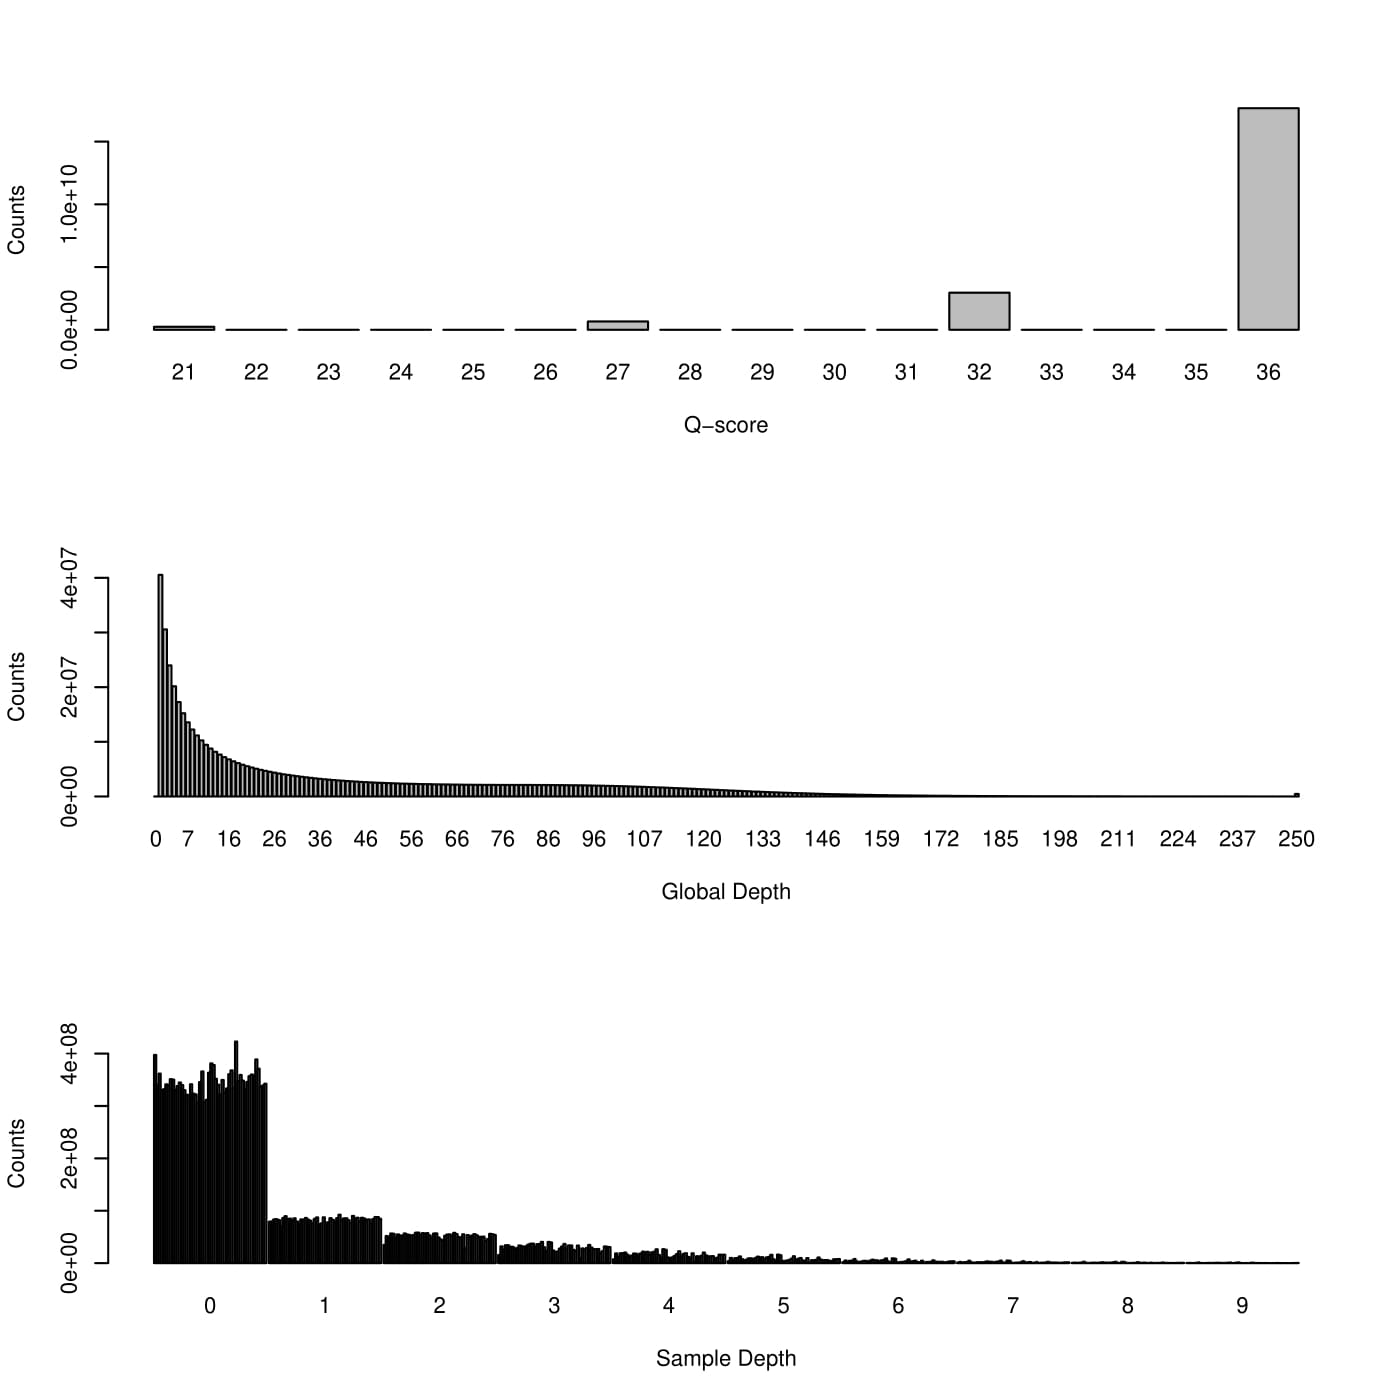 Counts
0.0e+00 1.0e+10
21 22 23 24 25 26 27 28 29 30 31 32 33 34 35 36
Q−score
Counts
0e+00 2e+07 4e+07
0 7 16 26 36 46 56 66 76 86 96 107 120 133 146 159 172 185 198 211 224 237 250
Global Depth
Counts
0e+00 2e+08 4e+08
0 1 2 3 4 5 6 7 8 9
Sample Depth